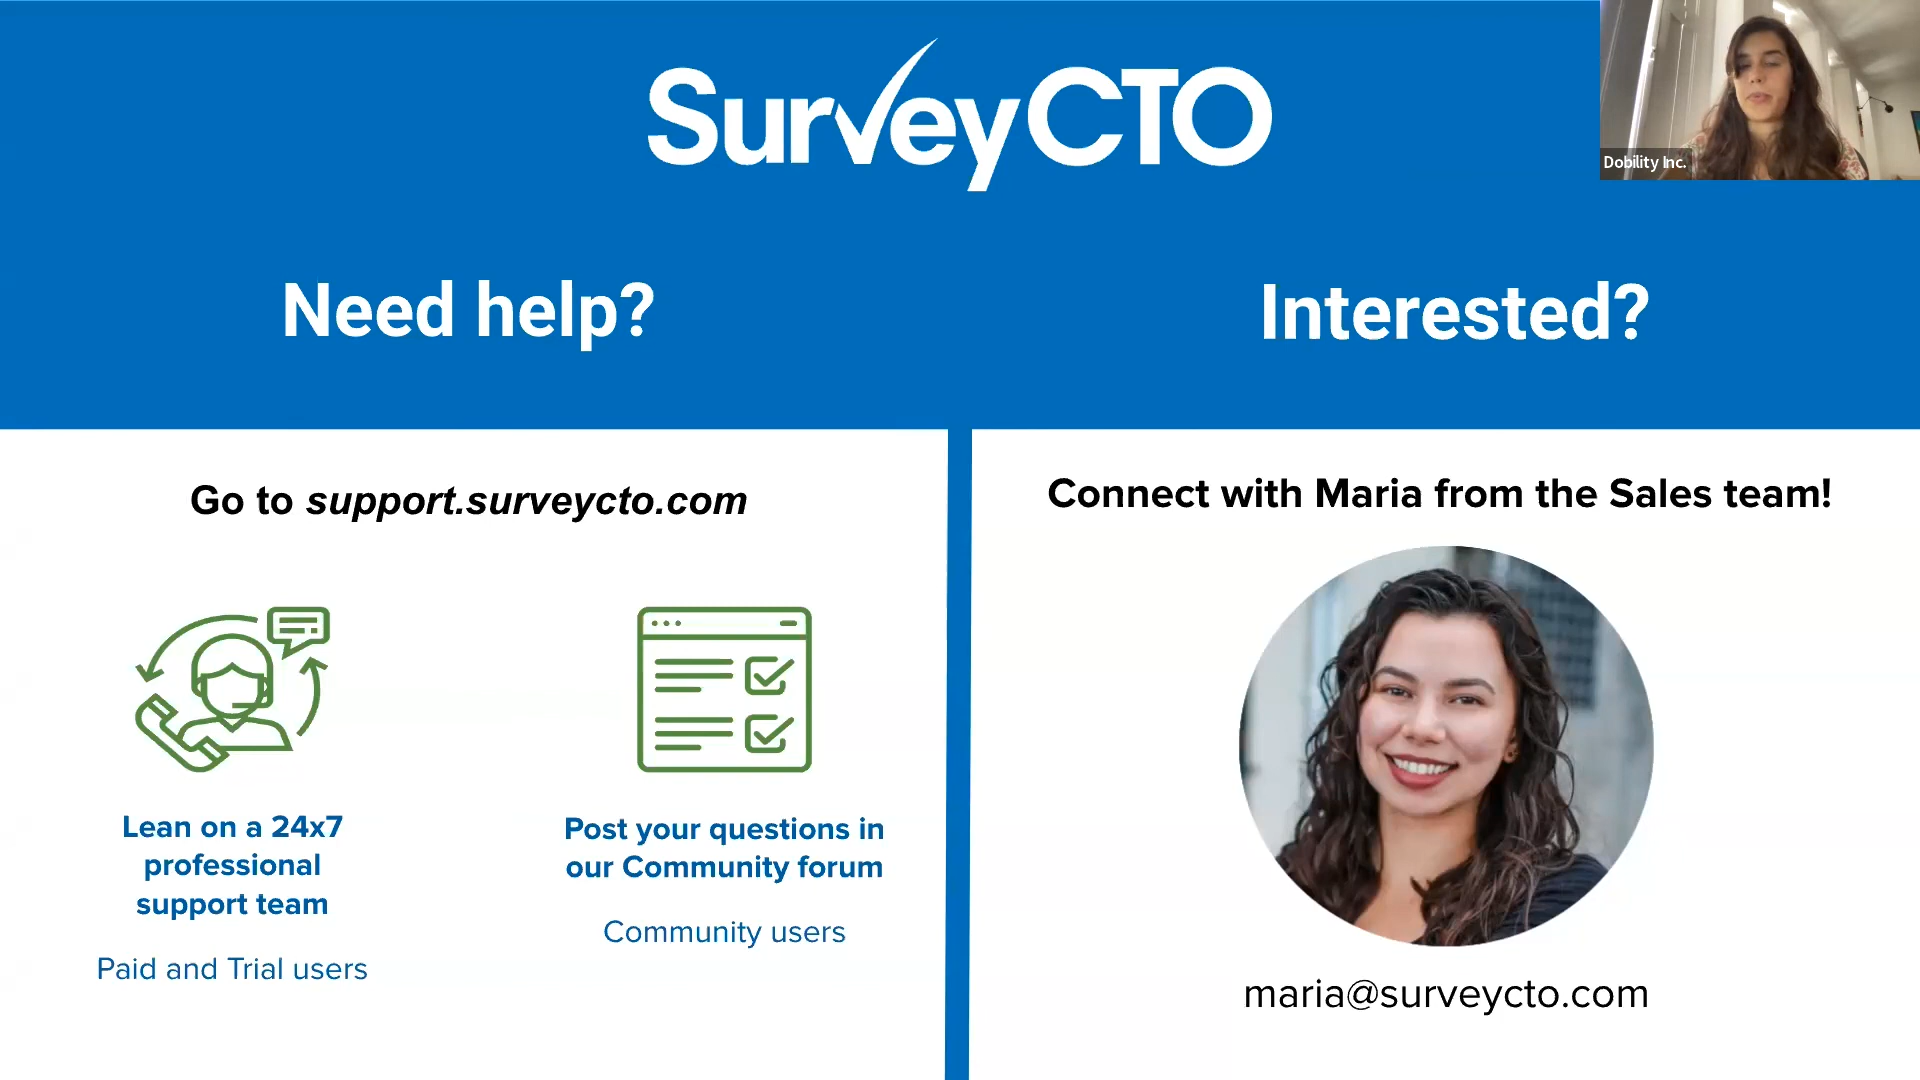 SurveyCTO
Dobility Inc.
Need help?
Go to support.surveycto.com
Lean on a 24x7
professional
support team
Paid and Trial users
Post your questions in
our Community forum
Community users
Interested?
Connect with Maria from the Sales team!
maria@surveycto.com